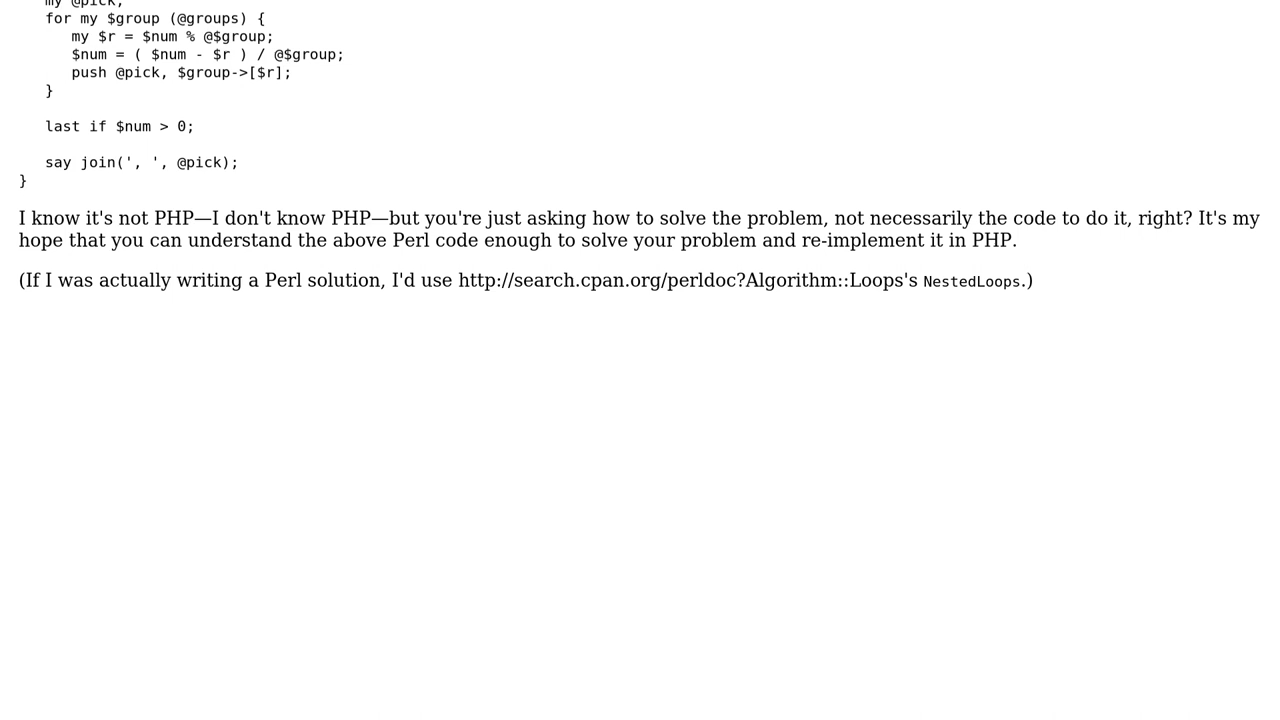 my @pick;
for my $group (@groups) {
my $r = $num % @$group;
$num = ( $num - $r ) / @$group;
push @pick, $group->[$r];
}
last if $num > 0;
say join(', ', @pick);
}
I know it's not PHP—I don't know PHP—but you're just asking how to solve the problem, not necessarily the code to do it, right? It's my
hope that you can understand the above Perl code enough to solve your problem and re-implement it in PHP.
(If I was actually writing a Perl solution, I'd use http://search.cpan.org/perldoc?Algorithm::Loops's NestedLoops.)